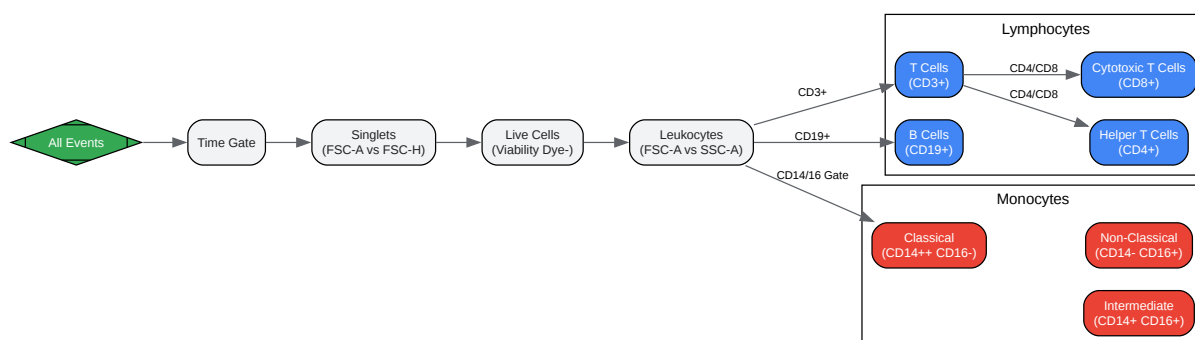 All Events
Time Gate
Singlets
(FSC-A vs FSC-H)
Live Cells
(Viability Dye-)
Leukocytes
(FSC-A vs SSC-A)
CD3+
CD19+
CD14/16 Gate
Lymphocytes
T Cells
(CD3+)
CD4/CD8
CD4/CD8
Cytotoxic T Cells
(CD8+)
B Cells
(CD19+)
Helper T Cells
(CD4+)
Monocytes
Classical
(CD14++ CD16-)
Non-Classical
(CD14- CD16+)
Intermediate
(CD14+ CD16+)